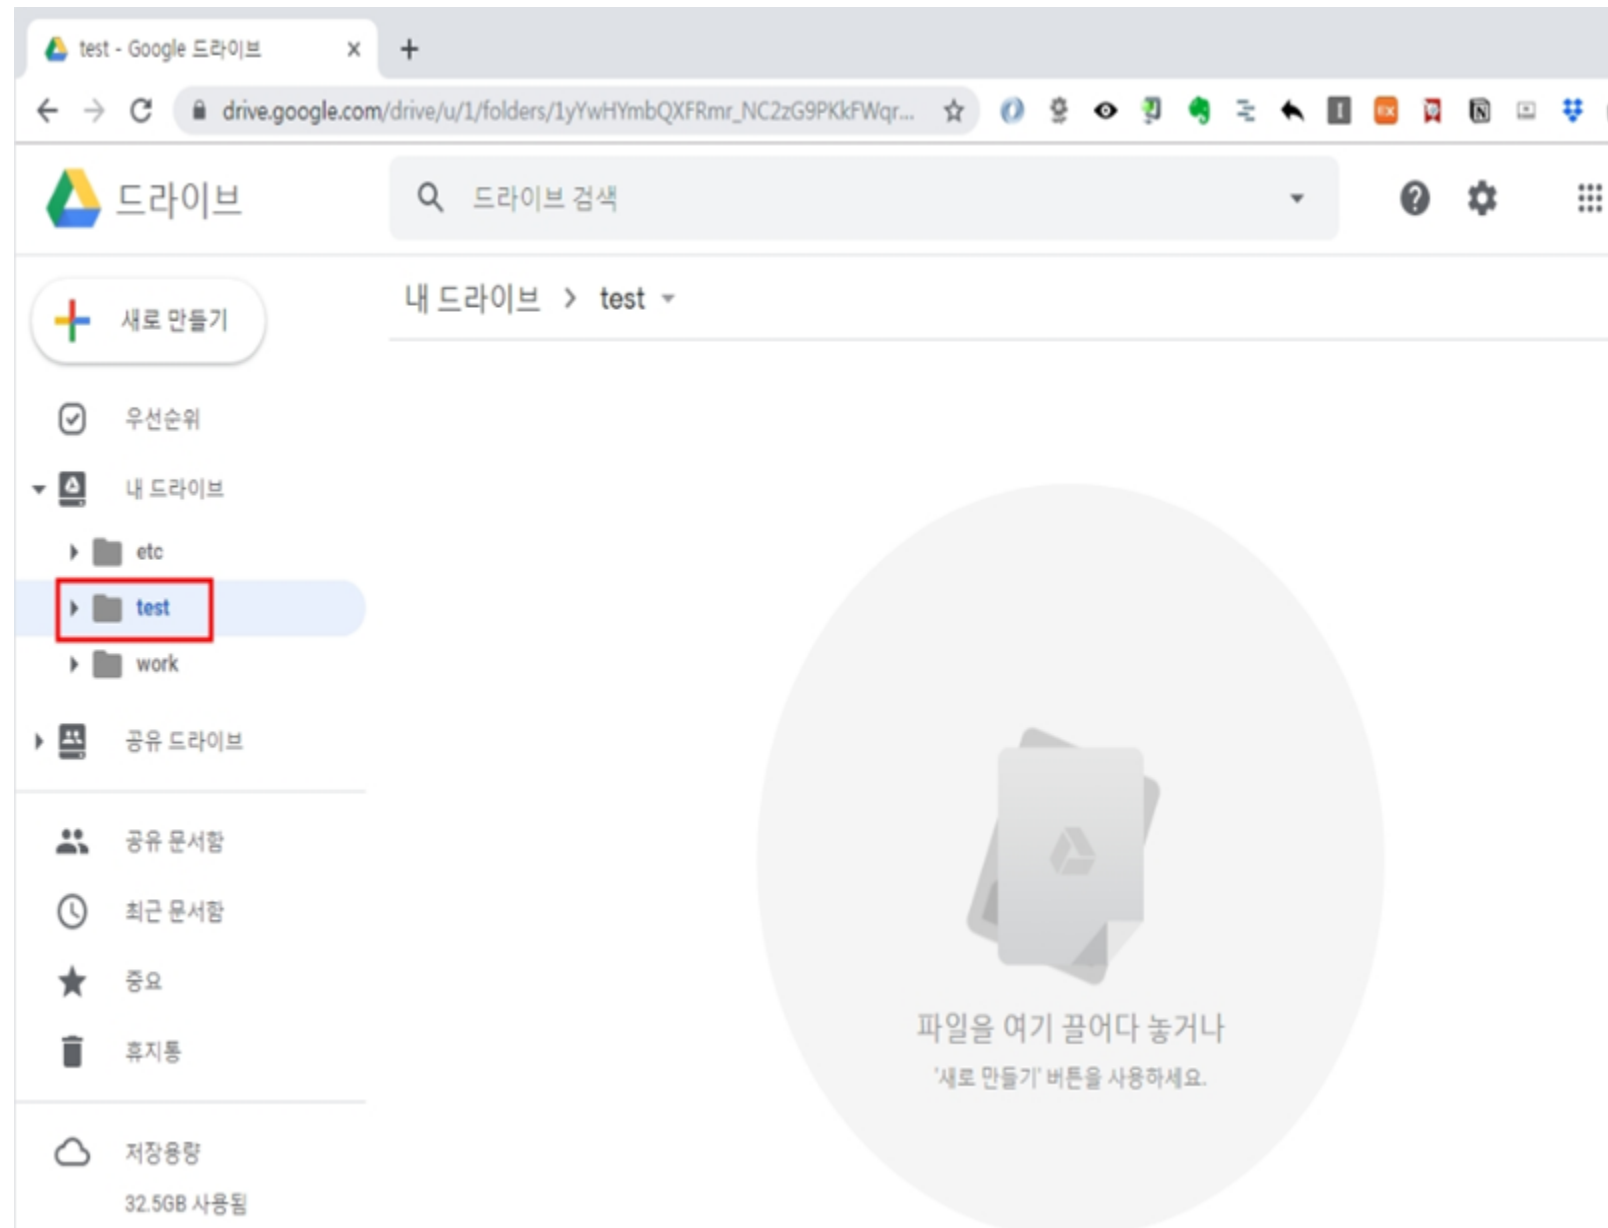 test - Google 드라이브
drive.google.com/drive/u/1/folders/1yYwHYmbQXFRmr_NC2zG9PKkFWqr...
드라이브
드라이브 검색
새로 만들기
내 드라이브 > test
우선순위
내 드라이브
etc
test
work
공유 드라이브
공유 문서함
최근 문서함
중요
휴지통
저장용량
32.5GB 사용됨
파일을 여기 끌어다 놓거나
'새로 만들기' 버튼을 사용하세요.